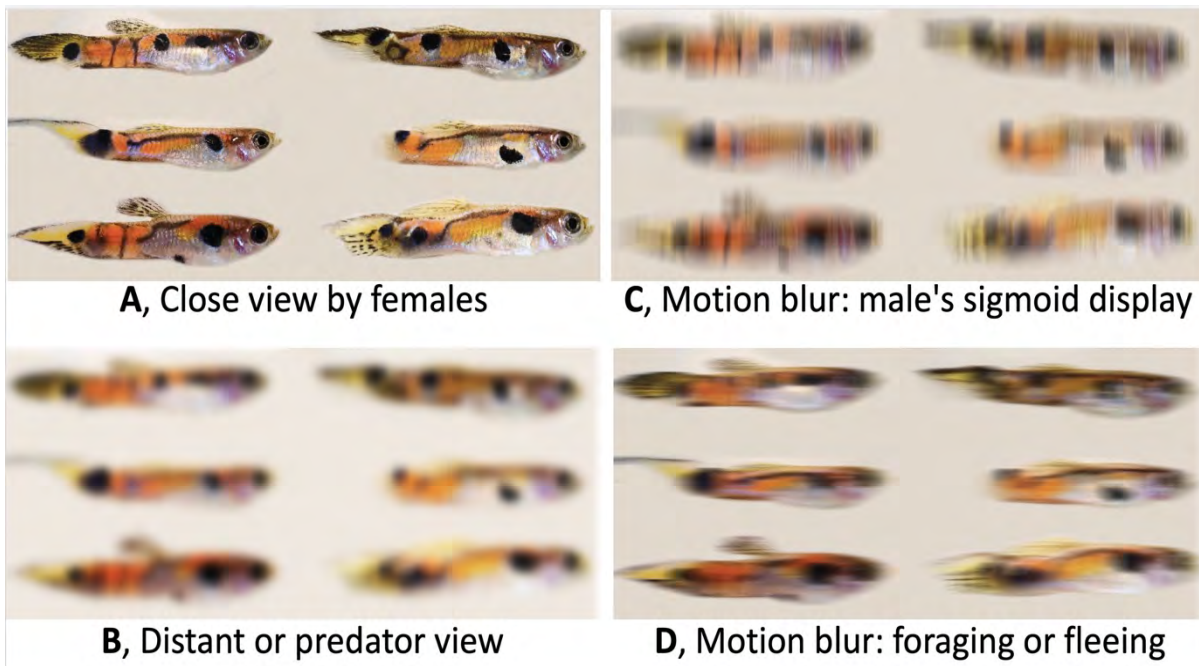 A, Close view by females
C, Motion blur: male's sigmoid display
B, Distant or predator view
D, Motion blur: foraging or fleeing